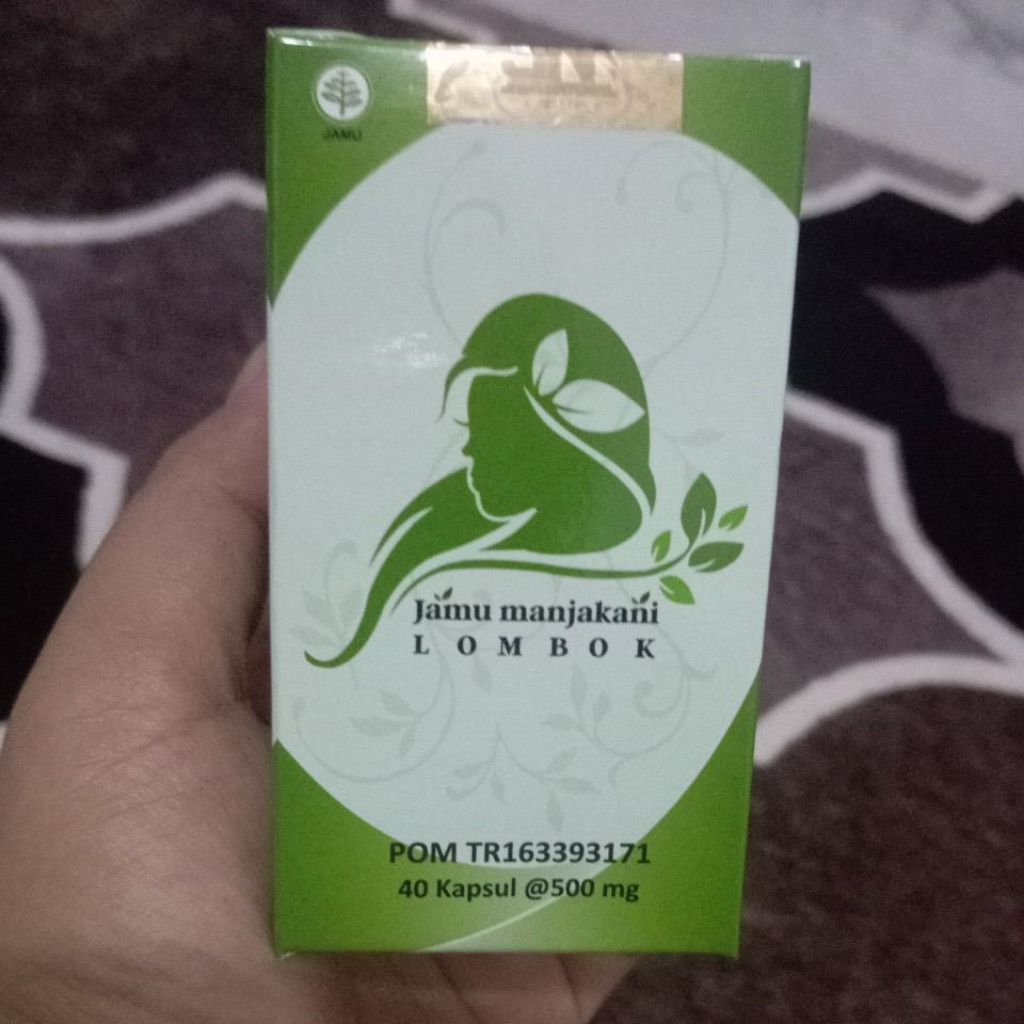 JAMU
Jamu manjakani
LOMBOK
POM TR163393171
40 Kapsul @500 mg